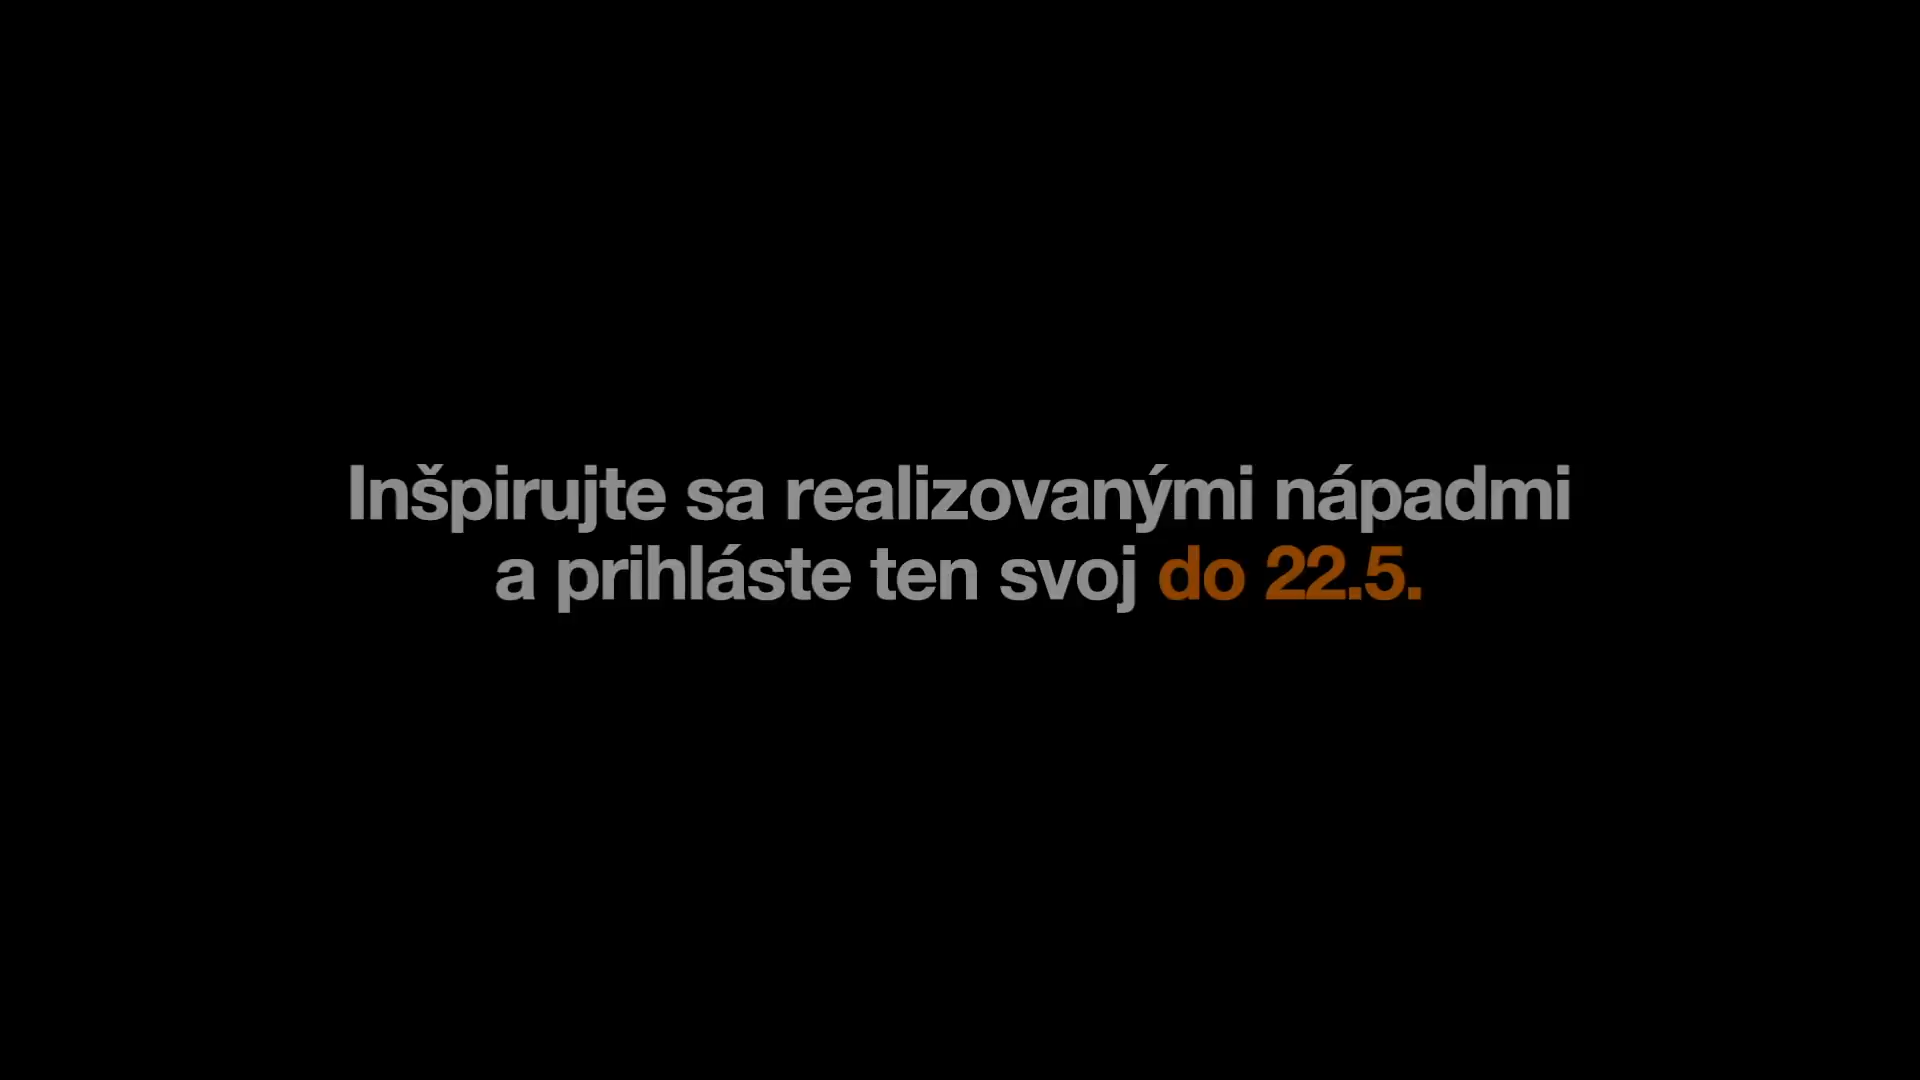 Inšpirujte sa realizovanými nápadmi
a prihláste ten svoj do 22.5.